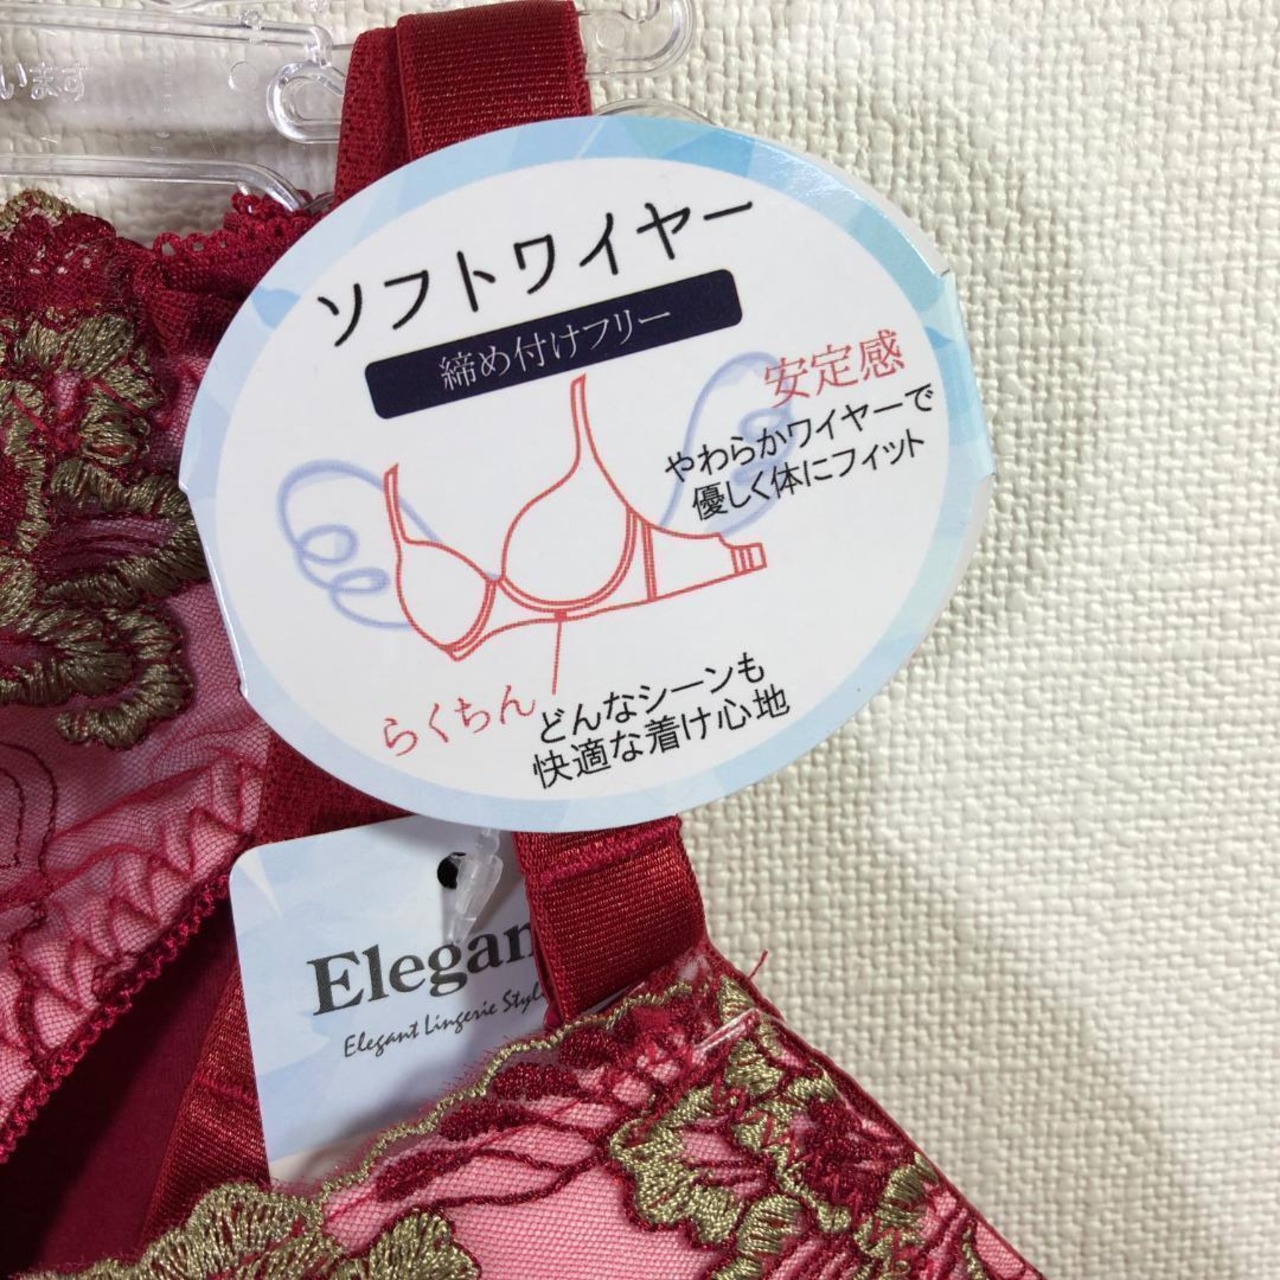 います
ソフトワイヤー
締め付けフリー
安定感
やわらかワイヤーで
優しく体にフィット
らくちん
どんなシーンも
快適な着け心地
Elegan
Elegant Lingerie Styl